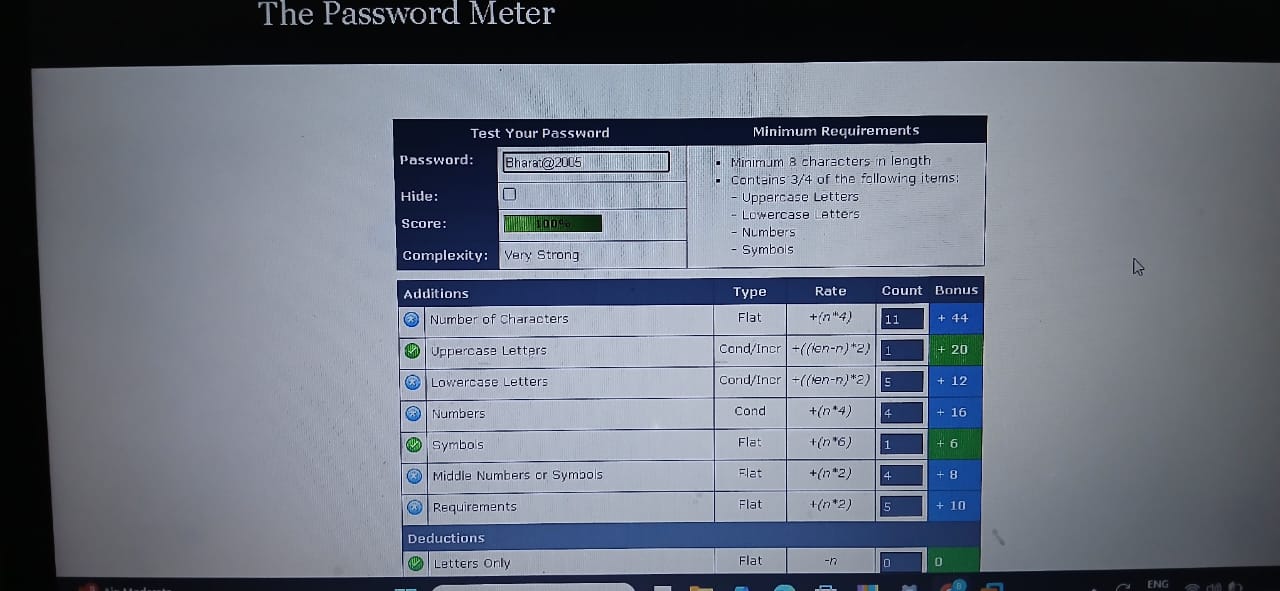 The Password Meter
Test Your Password
Minimum Requirements
Password: Bharat@2005
Minimum 8 characters in length
Contains 3/4 of the following items:
- Uppercase Letters
- Lowercase Letters
- Numbers
- Symbols
Hide:
Score: 100%
Complexity: Very Strong
Additions Type Rate Count Bonus
Number of Characters Flat +(n*4) 11 + 44
Uppercase Letters Cond/Incr +((len-n)*2) 1 + 20
Lowercase Letters Cond/Incr +((len-n)*2) 5 + 12
Numbers Cond +(n*4) 4 + 16
Symbols Flat +(n*6) 1 + 6
Middle Numbers or Symbols Flat +(n*2) 4 + 8
Requirements Flat +(n*2) 5 + 10
Deductions
Letters Only Flat -n 0 0
ENG